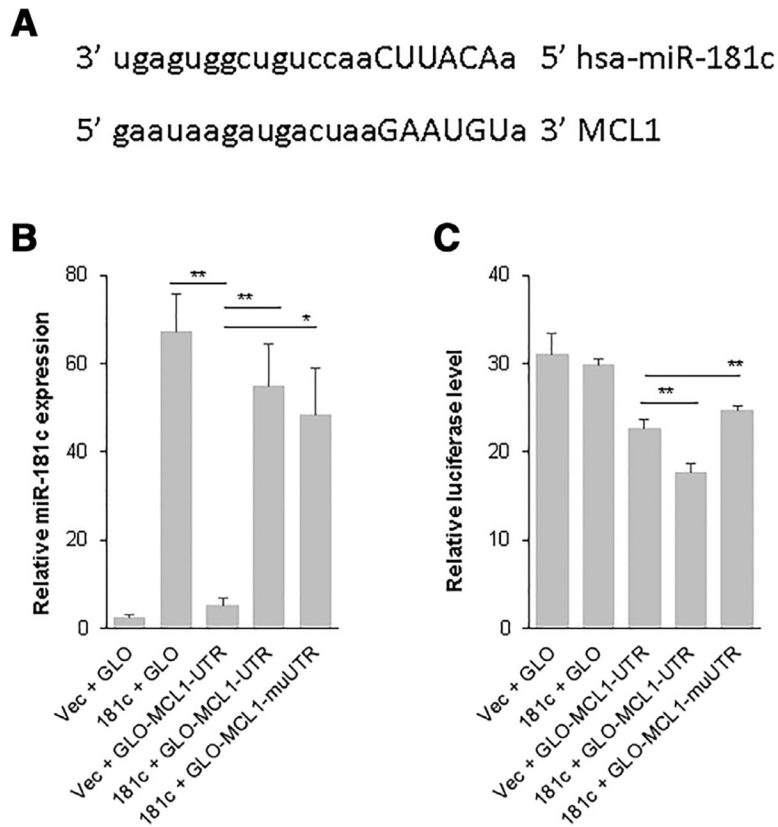 A
3’ ugaguggcuguccaaCUUACAa 5’ hsa-miR-181c
5’ gaauaagaugacuaaGAAUGUa 3’ MCL1
B
Relative miR-181c expression
80
60
40
20
0
**
**
*
Vec + GLO
181c + GLO
Vec + GLO-MCL1-UTR
181c + GLO-MCL1-UTR
181c + GLO-MCL1-muUTR
C
Relative luciferase level
40
30
20
10
0
**
**
Vec + GLO
181c + GLO
Vec + GLO-MCL1-UTR
181c + GLO-MCL1-UTR
181c + GLO-MCL1-muUTR